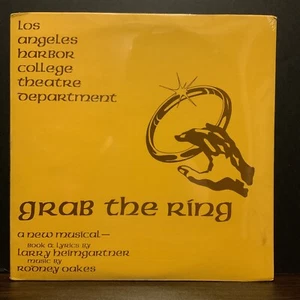 Los
Angeles
Harbor
College
Theatre
Department
Grab the Ring
a new musical—
Book & Lyrics By
Larry Heimgartner
Music By
Rodney Oakes